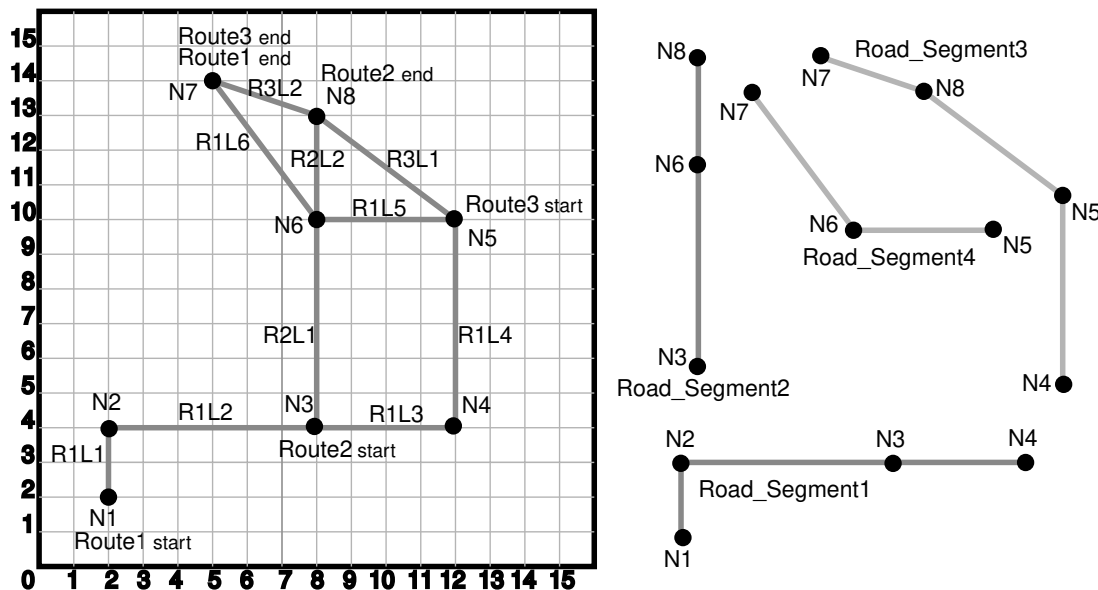 15
14
13
12
11
10
9
8
7
6
5
4
3
2
1
0
1 2 3 4 5 6 7 8 9 10 11 12 13 14 15
Route3 end
Route1 end
N7
R3L2
Route2 end
N8
R1L6
R2L2
R3L1
N6
R1L5
Route3 start
N5
R2L1
R1L4
N2
R1L2
N3
R1L3
N4
Route2 start
R1L1
N1
Route1 start
N8
N6
N3
Road_Segment2
N7
Road_Segment3
N8
N5
N4
N7
N6
N5
Road_Segment4
N2
N3
N4
Road_Segment1
N1